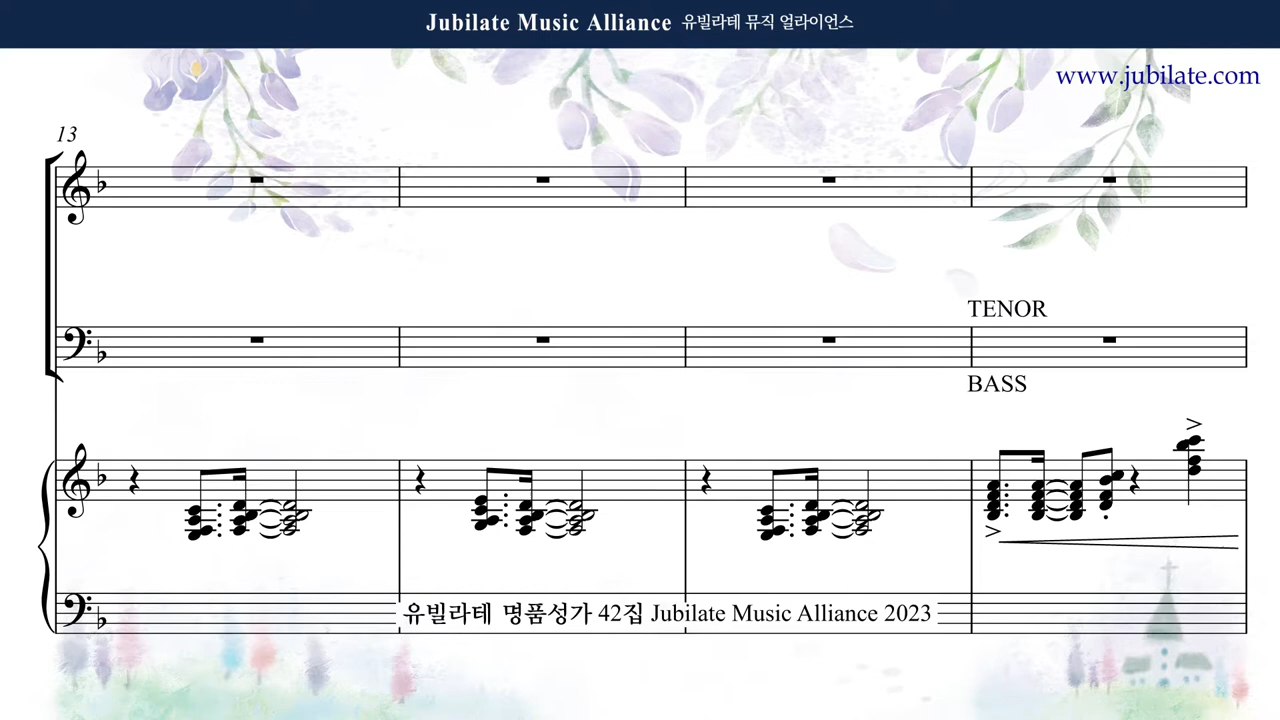 Jubilate Music Alliance 유빌라테 뮤직 얼라이언스
www.jubilate.com
13
TENOR
BASS
유빌라테 명품성가 42집 Jubilate Music Alliance 2023